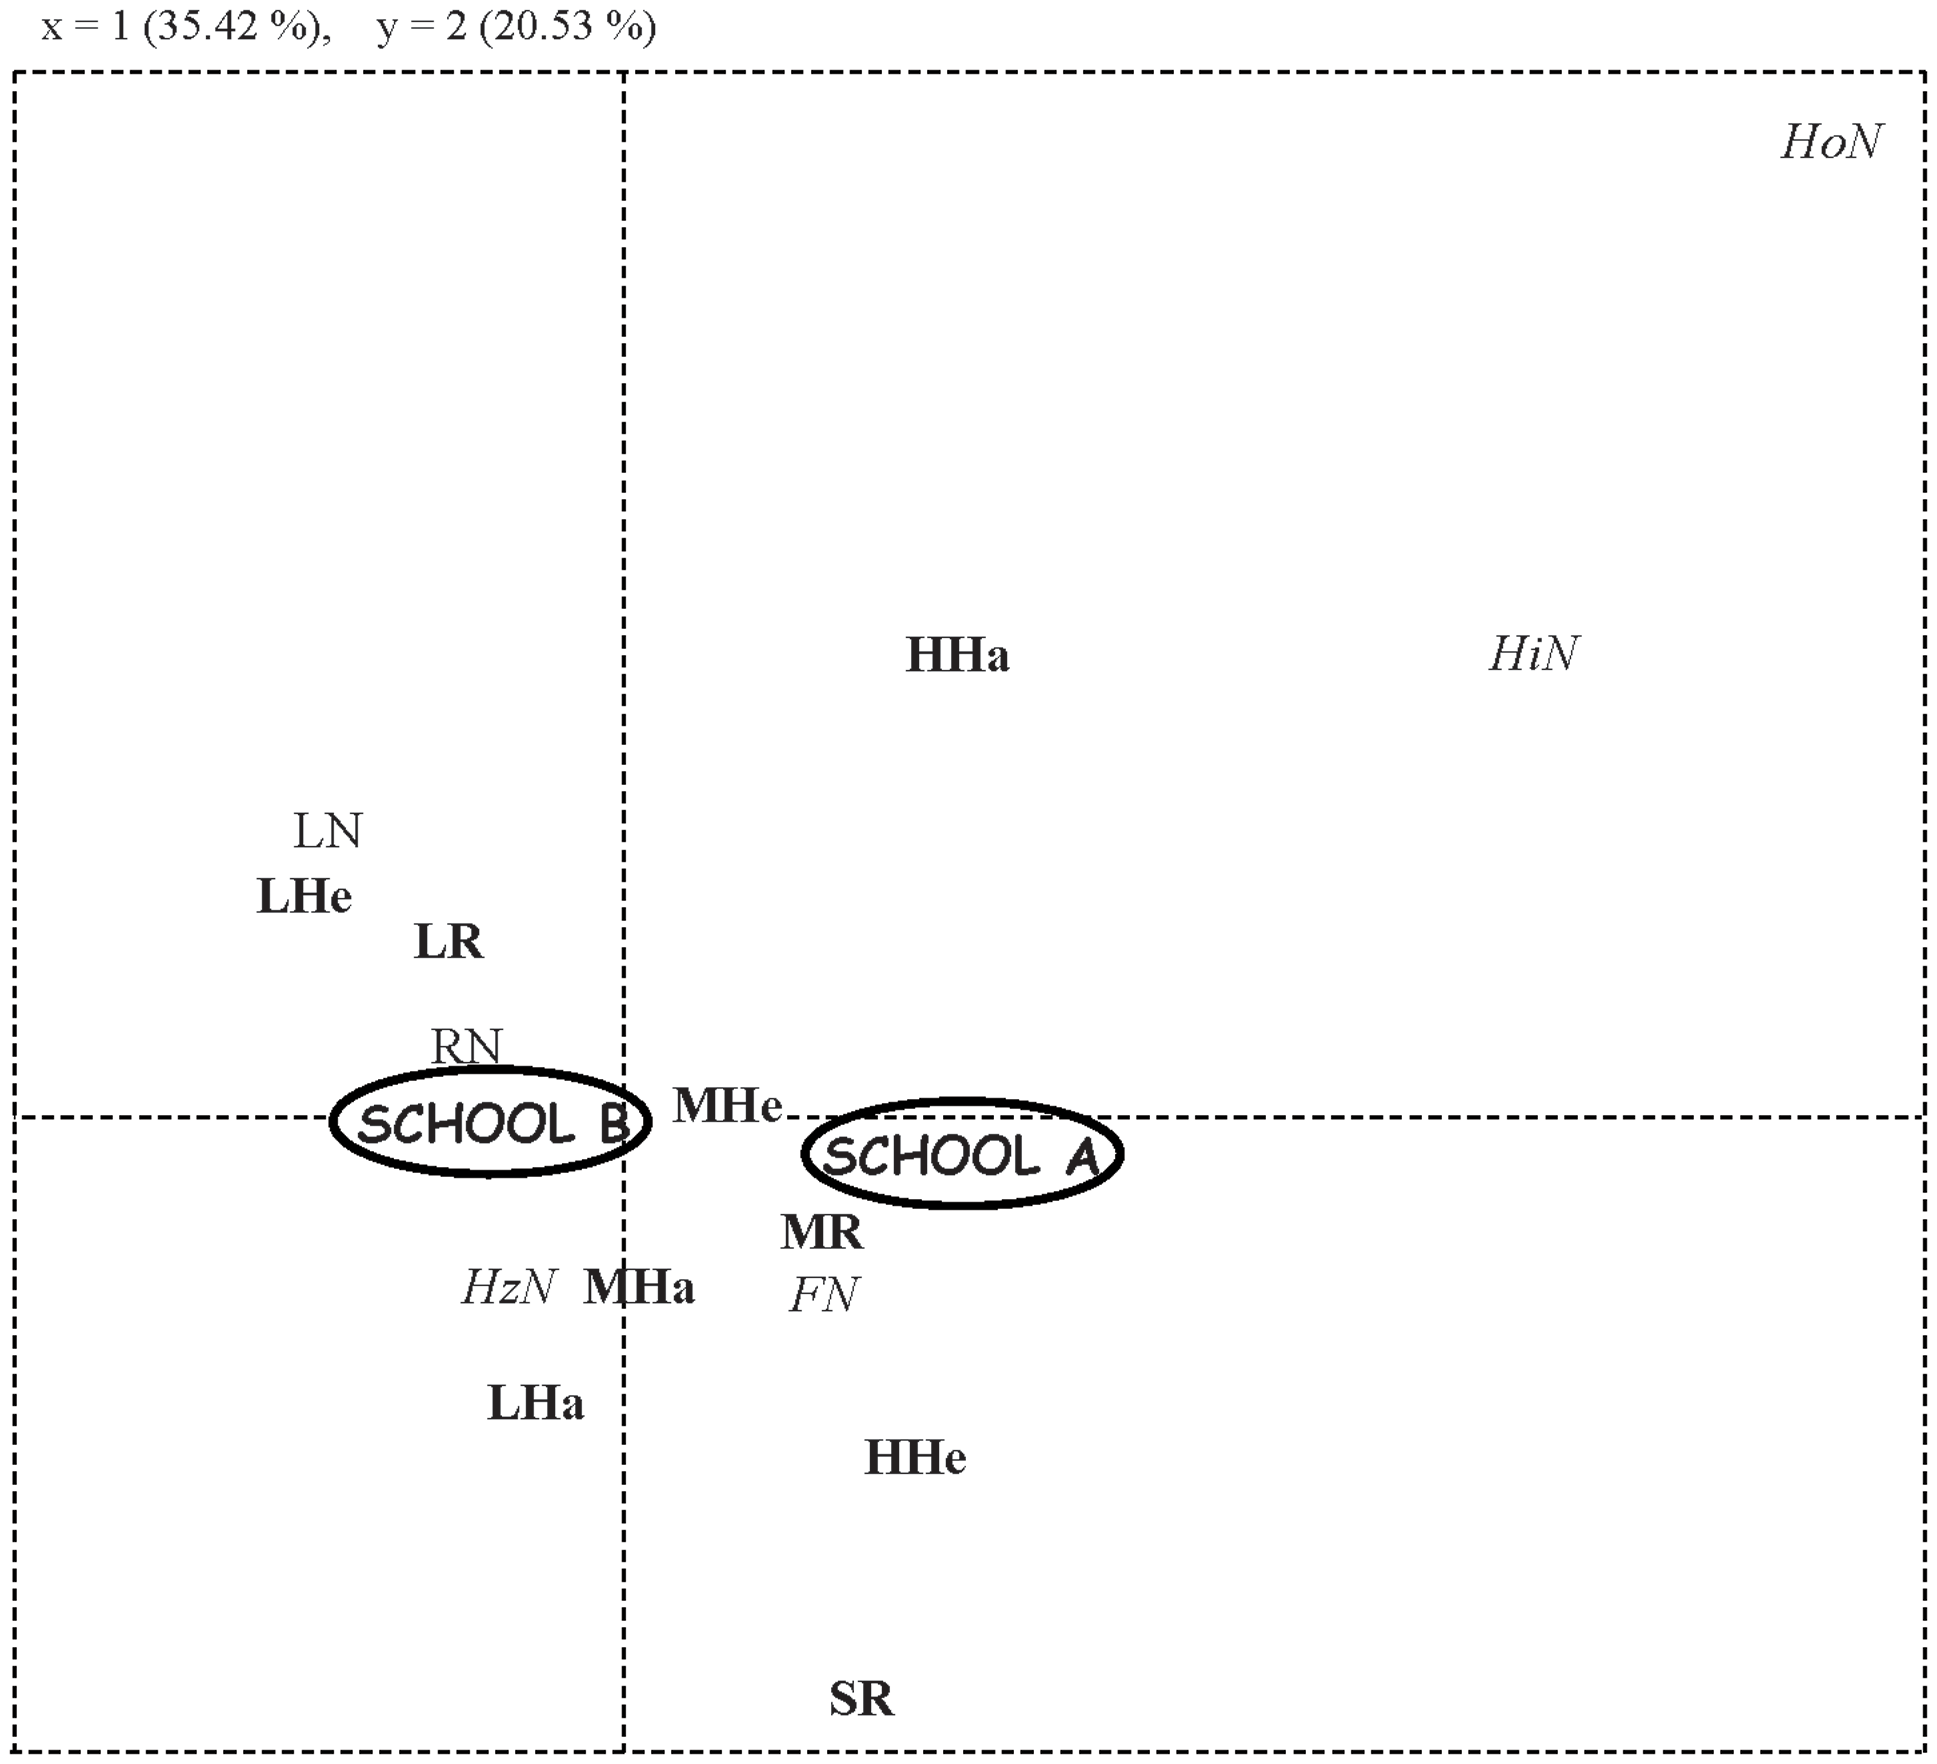 x = 1 (35.42 %), y = 2 (20.53 %)
HoN
HHa
HiN
LN
LHe
LR
RN
MHe
SCHOOL B
SCHOOL A
MR
HzN
MHa
FN
LHa
HHe
SR